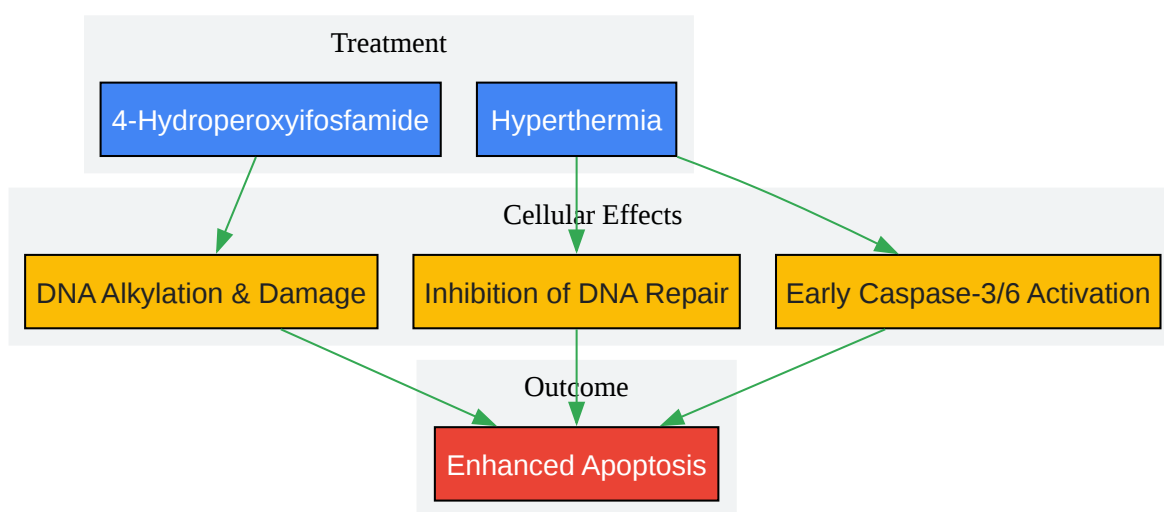 Treatment
4-Hydroperoxyifosfamide
Hyperthermia
Cellular Effects
DNA Alkylation & Damage
Inhibition of DNA Repair
Early Caspase-3/6 Activation
Outcome
Enhanced Apoptosis